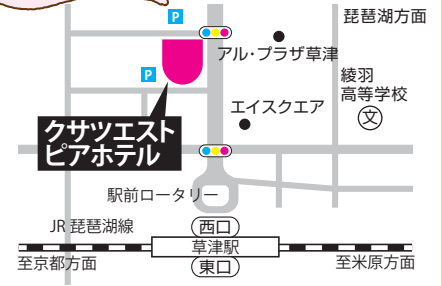 P
琵琶湖方面
アル・プラザ草津
P
綾羽
高等学校
文
エイスクエア
クサツエスト
ピアホテル
駅前ロータリー
JR 琵琶湖線
西口
草津駅
東口
至京都方面
至米原方面